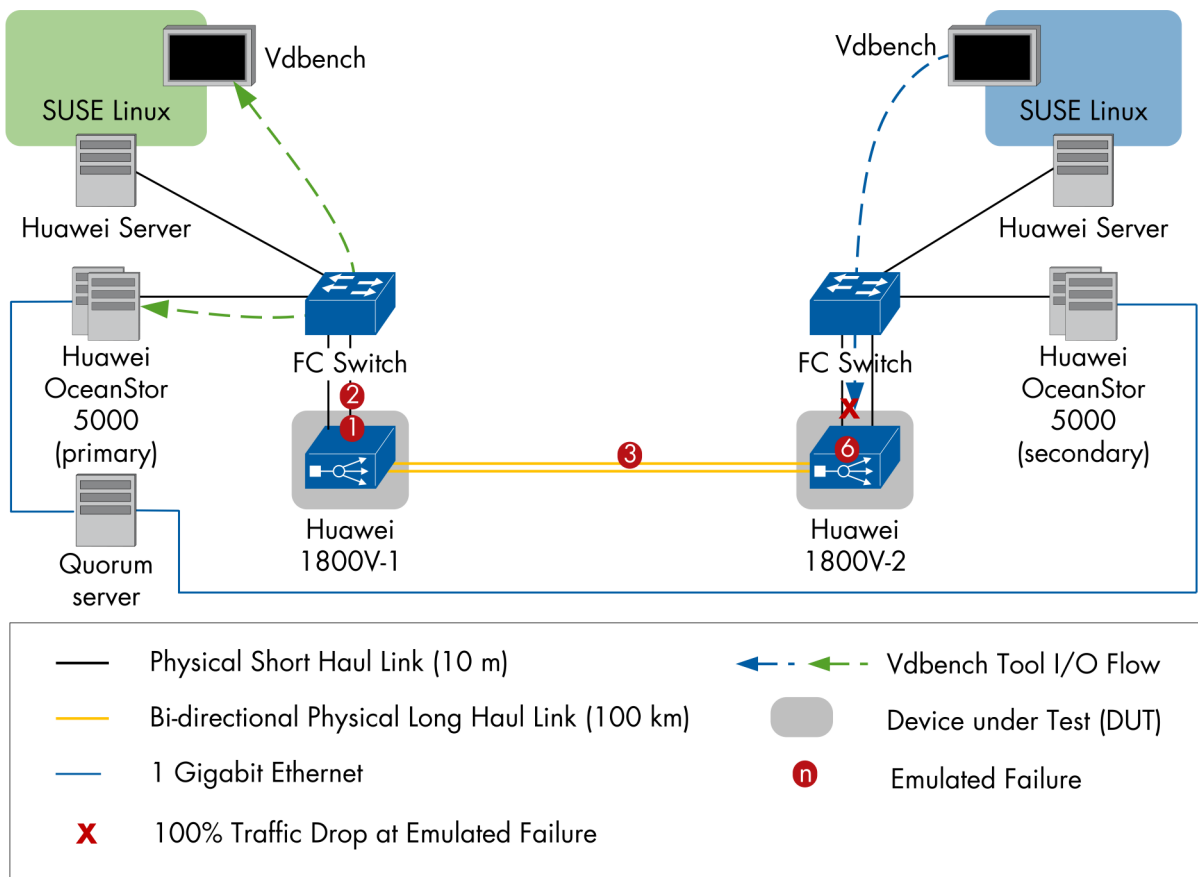 Vdbench
SUSE Linux
Huawei Server
Huawei
OceanStor
5000
(primary)
Quorum
server
FC Switch
2
1
Huawei
1800V-1
3
Vdbench
SUSE Linux
Huawei Server
FC Switch
X
6
Huawei
1800V-2
Huawei
OceanStor
5000
(secondary)
Physical Short Haul Link (10 m)
Bi-directional Physical Long Haul Link (100 km)
1 Gigabit Ethernet
X 100% Traffic Drop at Emulated Failure
Vdbench Tool I/O Flow
Device under Test (DUT)
n Emulated Failure